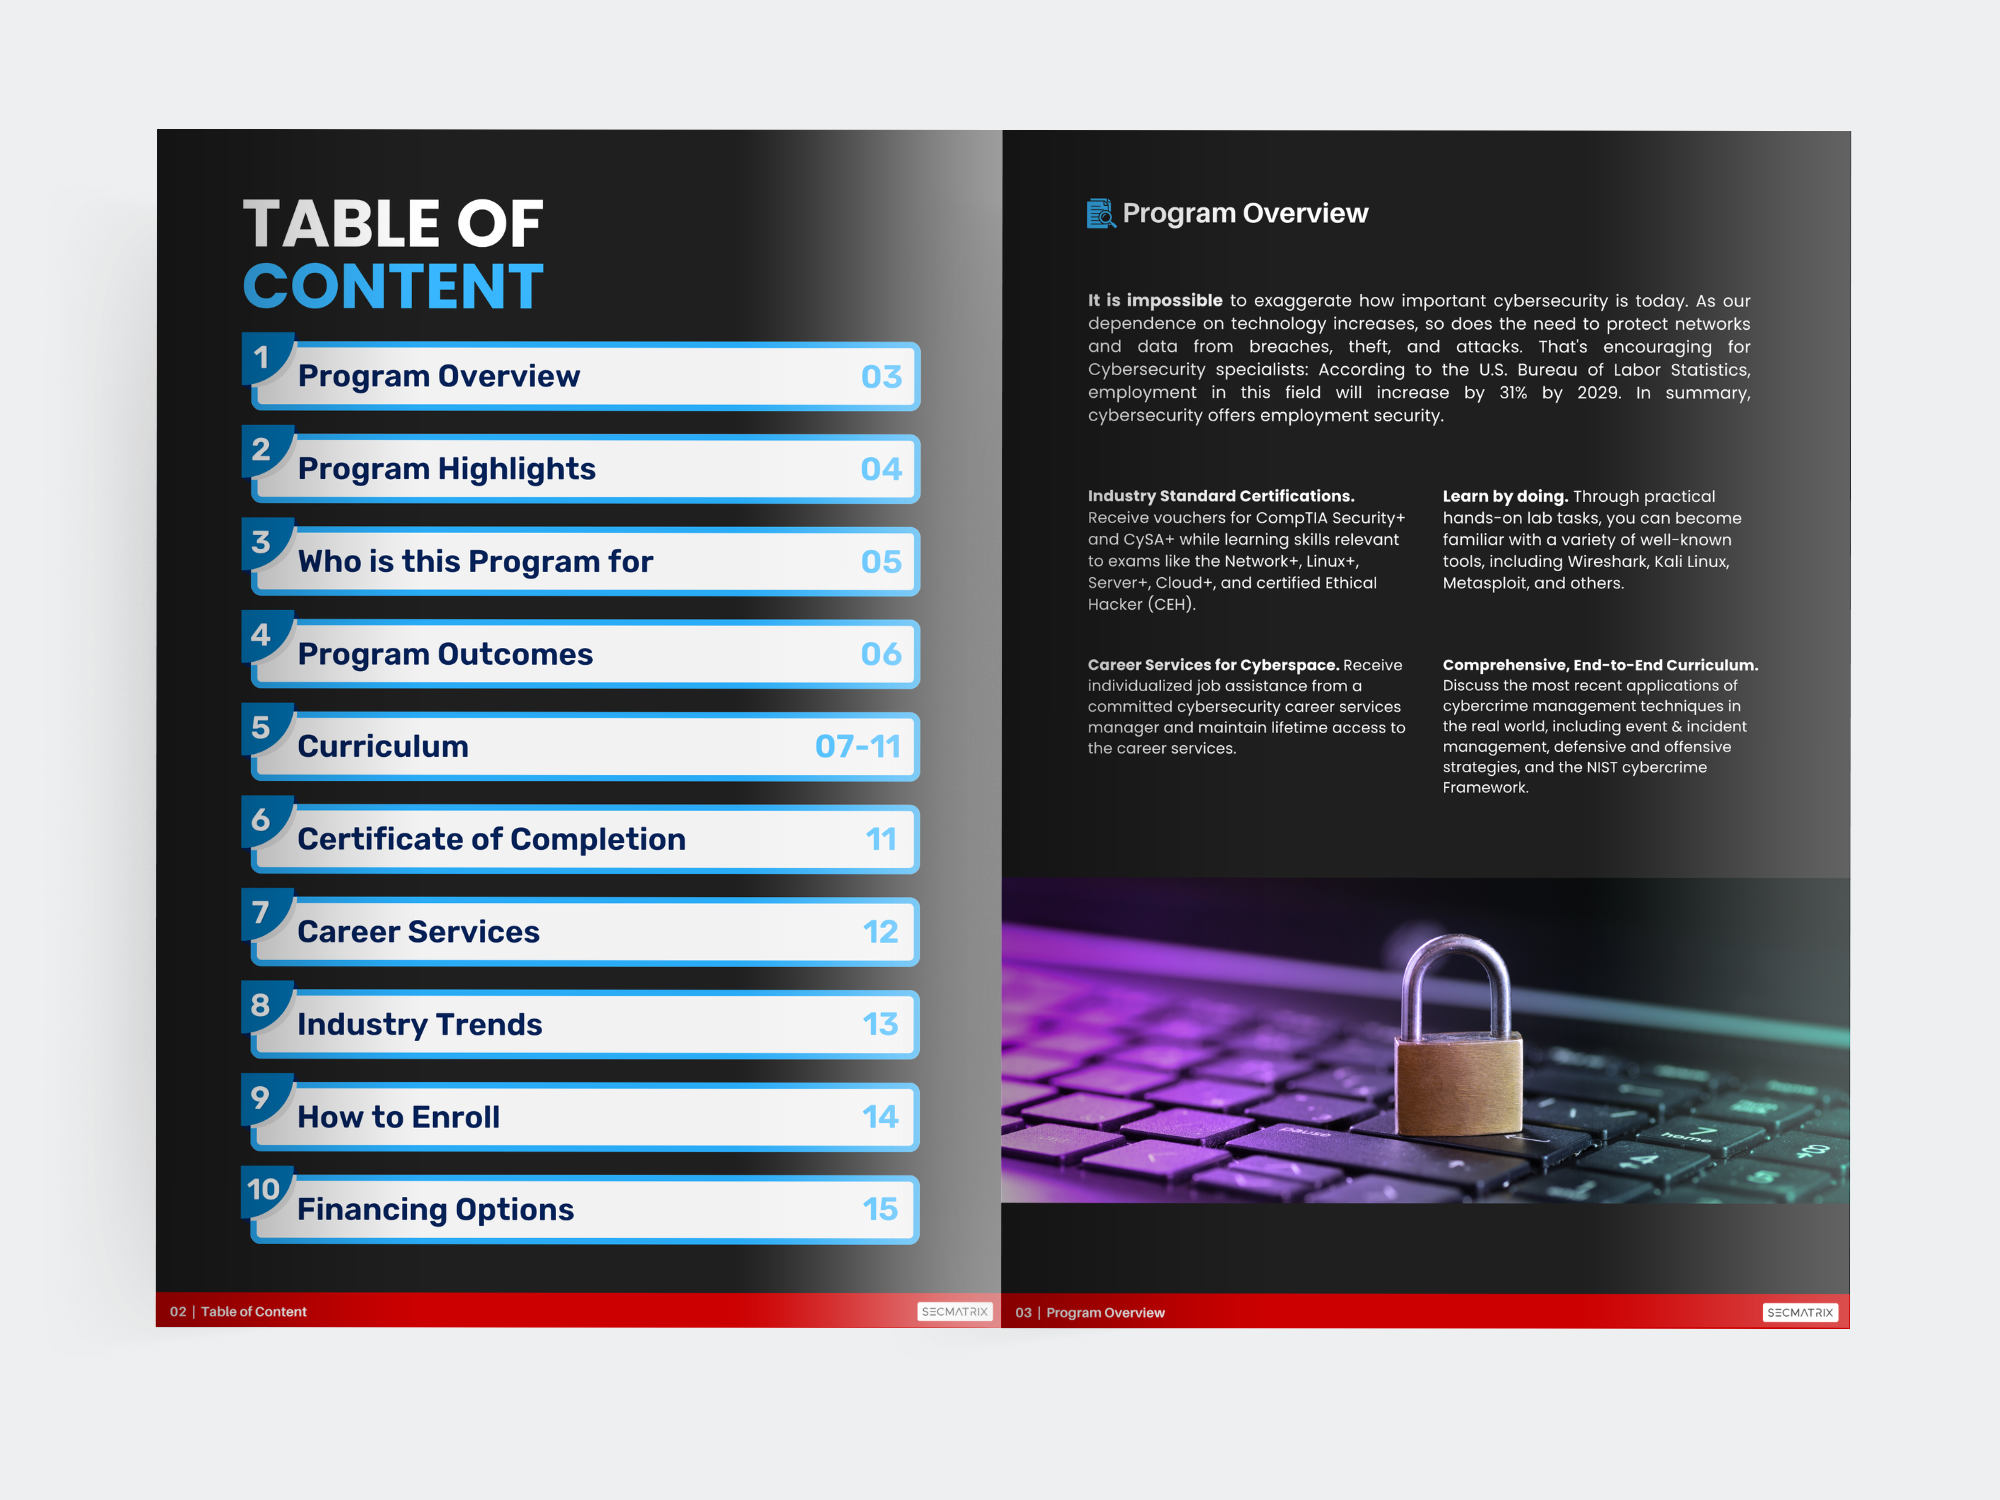 TABLE OF
CONTENT
1
Program Overview 03
2
Program Highlights 04
3
Who is this Program for 05
4
Program Outcomes 06
5
Curriculum 07-11
6
Certificate of Completion 11
7
Career Services 12
8
Industry Trends 13
9
How to Enroll 14
10
Financing Options 15
02 | Table of Content
SECMATRIX
Program Overview
It is impossible to exaggerate how important cybersecurity is today. As our
dependence on technology increases, so does the need to protect networks
and data from breaches, theft, and attacks. That's encouraging for
Cybersecurity specialists: According to the U.S. Bureau of Labor Statistics,
employment in this field will increase by 31% by 2029. In summary,
cybersecurity offers employment security.
Industry Standard Certifications.
Receive vouchers for CompTIA Security+
and CySA+ while learning skills relevant
to exams like the Network+, Linux+,
Server+, Cloud+, and certified Ethical
Hacker (CEH).
Learn by doing. Through practical
hands-on lab tasks, you can become
familiar with a variety of well-known
tools, including Wireshark, Kali Linux,
Metasploit, and others.
Career Services for Cyberspace. Receive
individualized job assistance from a
committed cybersecurity career services
manager and maintain lifetime access to
the career services.
Comprehensive, End-to-End Curriculum.
Discuss the most recent applications of
cybercrime management techniques in
the real world, including event & incident
management, defensive and offensive
strategies, and the NIST cybercrime
Framework.
pause
7
home
4
8
5
03 | Program Overview
SECMATRIX